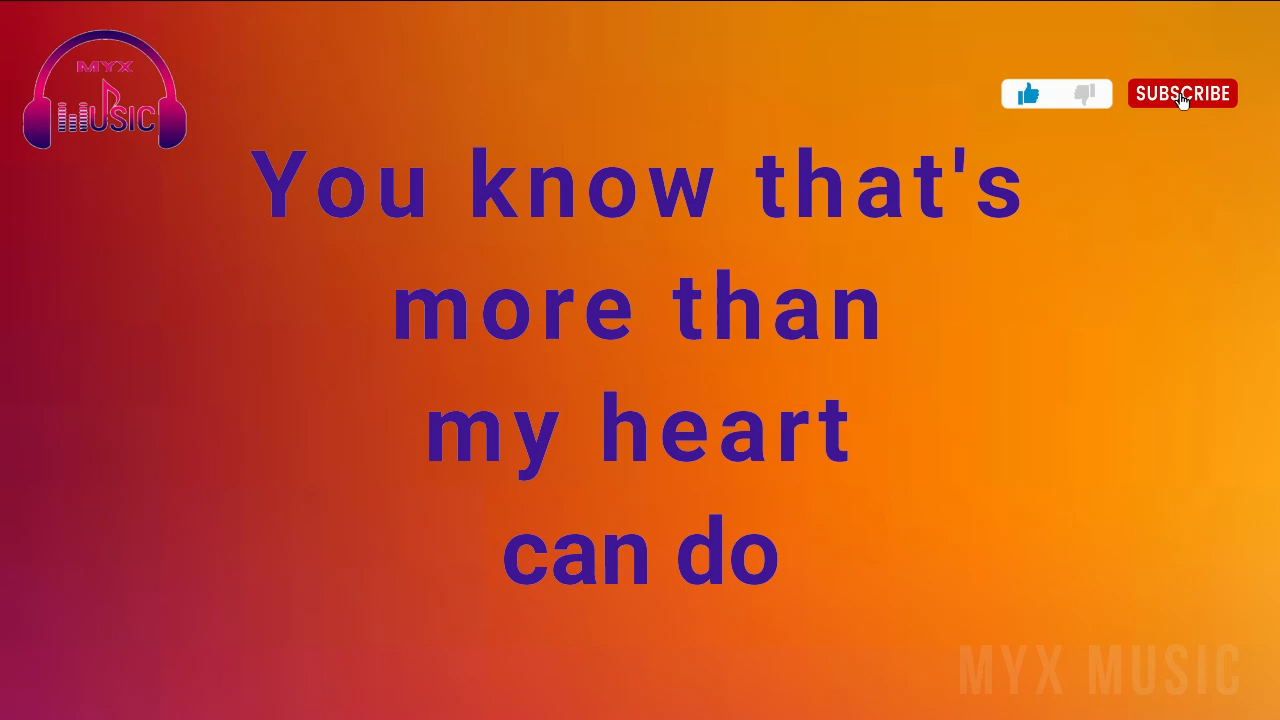 MYX
MUSIC
SUBSCRIBE
You know that's
more than
my heart
can do
MYX MUSIC